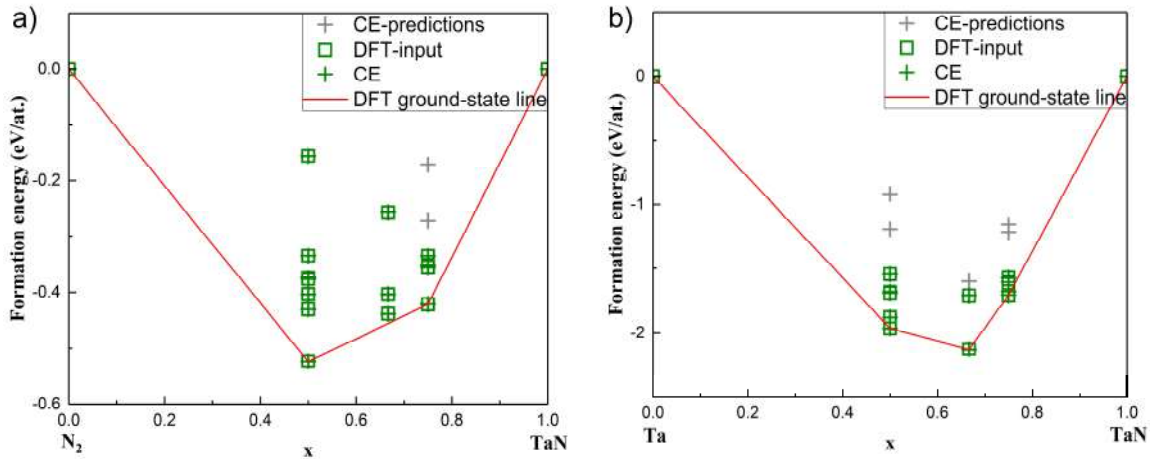 a)
CE-predictions
DFT-input
CE
DFT ground-state line
Formation energy (eV/at.)
0.0
-0.2
-0.4
-0.6
0.0 0.2 0.4 0.6 0.8 1.0
N₂ x TaN
b)
CE-predictions
DFT-input
CE
DFT ground-state line
Formation energy (eV/at.)
0
-1
-2
0.0 0.2 0.4 0.6 0.8 1.0
Ta x TaN